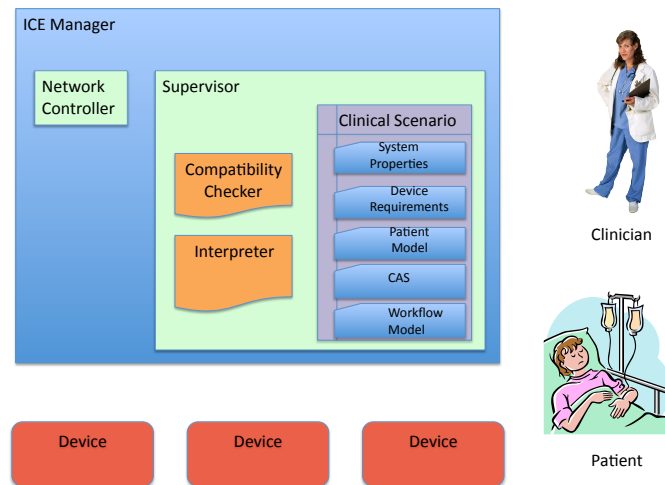 ICE Manager
Network
Controller
Supervisor
Clinical Scenario
System
Properties
Compatibility
Checker
Device
Requirements
Patient
Model
Interpreter
CAS
Workflow
Model
Clinician
Device
Device
Device
Patient